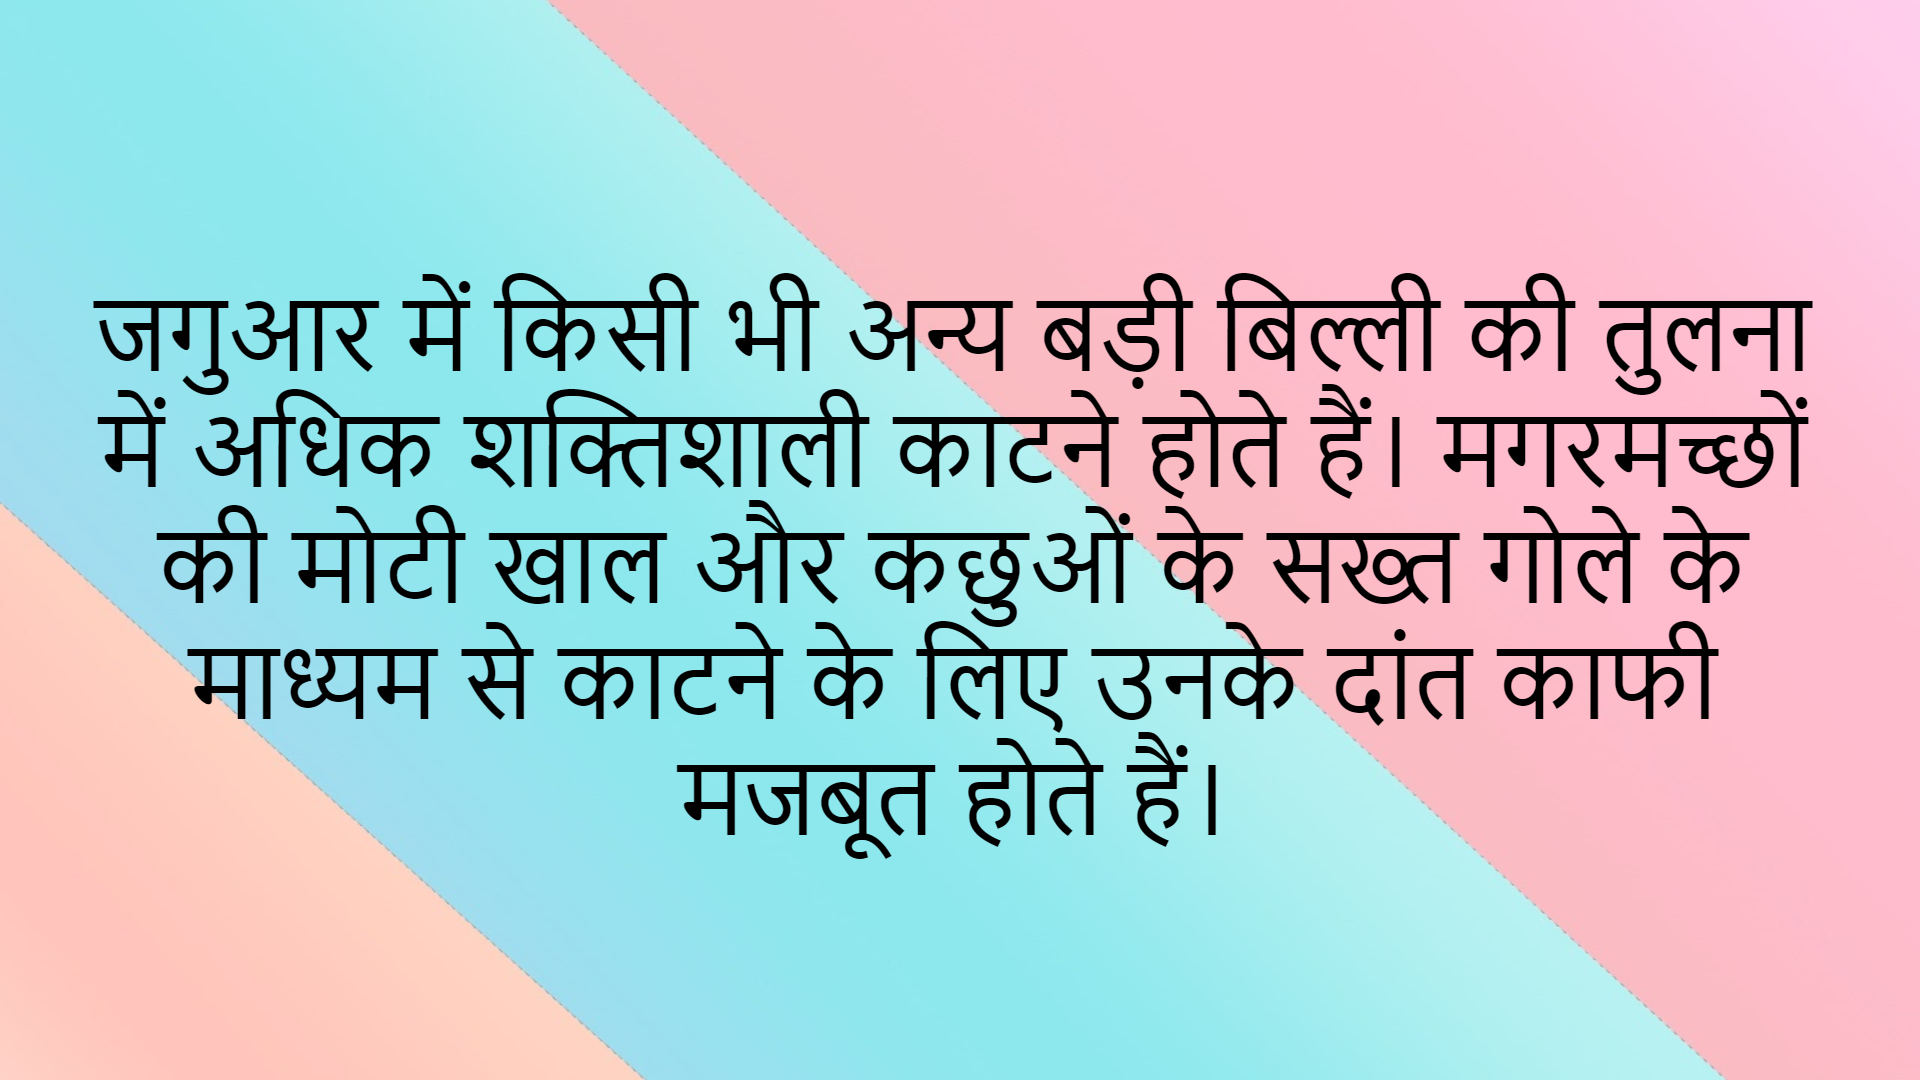 जगुआर में किसी भी अन्य बड़ी बिल्ली की तुलना
में अधिक शक्तिशाली काटने होते हैं। मगरमच्छों
की मोटी खाल और कछुओं के सख्त गोले के
माध्यम से काटने के लिए उनके दांत काफी
मजबूत होते हैं।